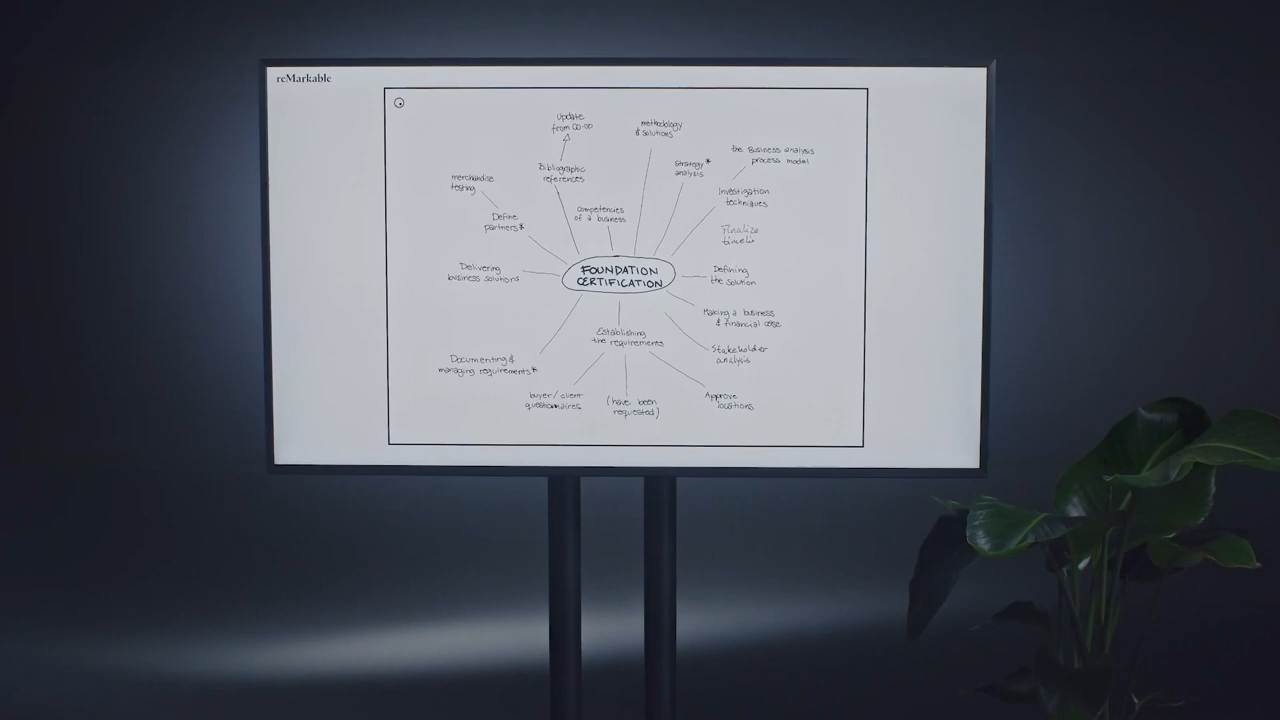 reMarkable
Update
from CO-OP
methodology
& solutions
the Business analysis
process model
Strategy*
analysis
Bibliographic
references
merchandise
testing
Investigation
techniques
competencies
of a business
Define
partners*
Finalize
Delivering
business solutions
FOUNDATION
CERTIFICATION
Defining
the solution
Making a business
& financial case
Establishing
the requirements
Stakeholder
analysis
Documenting &
managing requirements*
buyer/client
questionnaires
(have been
requested)
Approve
locations